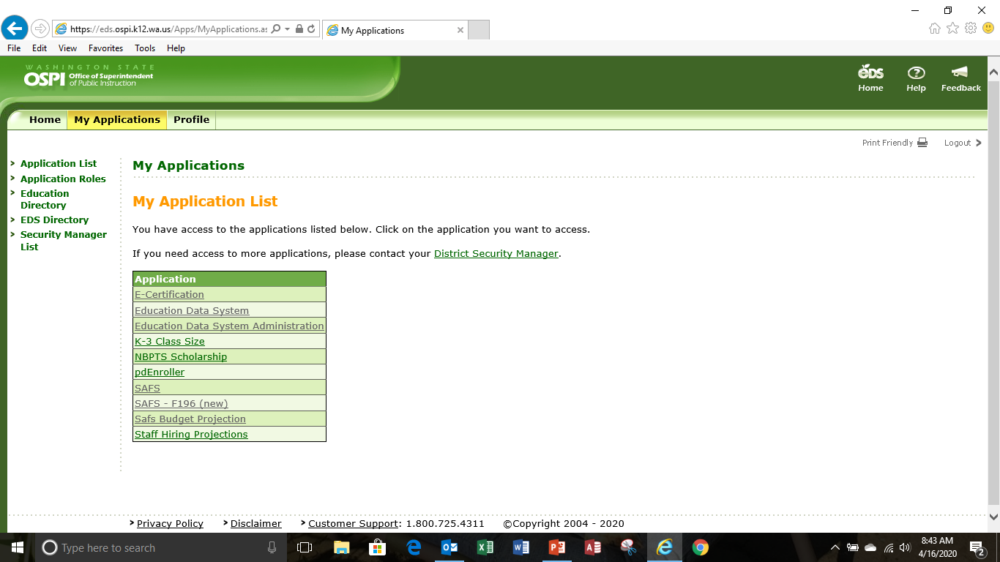 https://eds.ospi.k12.wa.us/Apps/MyApplications.as
My Applications
File Edit View Favorites Tools Help
WASHINGTON STATE
OSPI Office of Superintendent
of Public Instruction
eds
Home Help Feedback
Home My Applications Profile
Print Friendly Logout
Application List
Application Roles
Education
Directory
EDS Directory
Security Manager
List
My Applications
My Application List
You have access to the applications listed below. Click on the application you want to access.
If you need access to more applications, please contact your District Security Manager.
Application
E-Certification
Education Data System
Education Data System Administration
K-3 Class Size
NBPTS Scholarship
pdEnroller
SAFS
SAFS - F196 (new)
Safs Budget Projection
Staff Hiring Projections
Privacy Policy Disclaimer Customer Support: 1.800.725.4311 ©Copyright 2004 - 2020
Type here to search
8:43 AM
4/16/2020
2